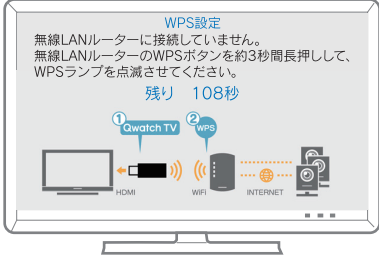 WPS設定
無線LANルーターに接続していません。
無線LANルーターのWPSボタンを約3秒間長押しして、
WPSランプを点滅させてください。
残り 108秒
① ②
Qwatch TV WPS
HDMI WiFi INTERNET